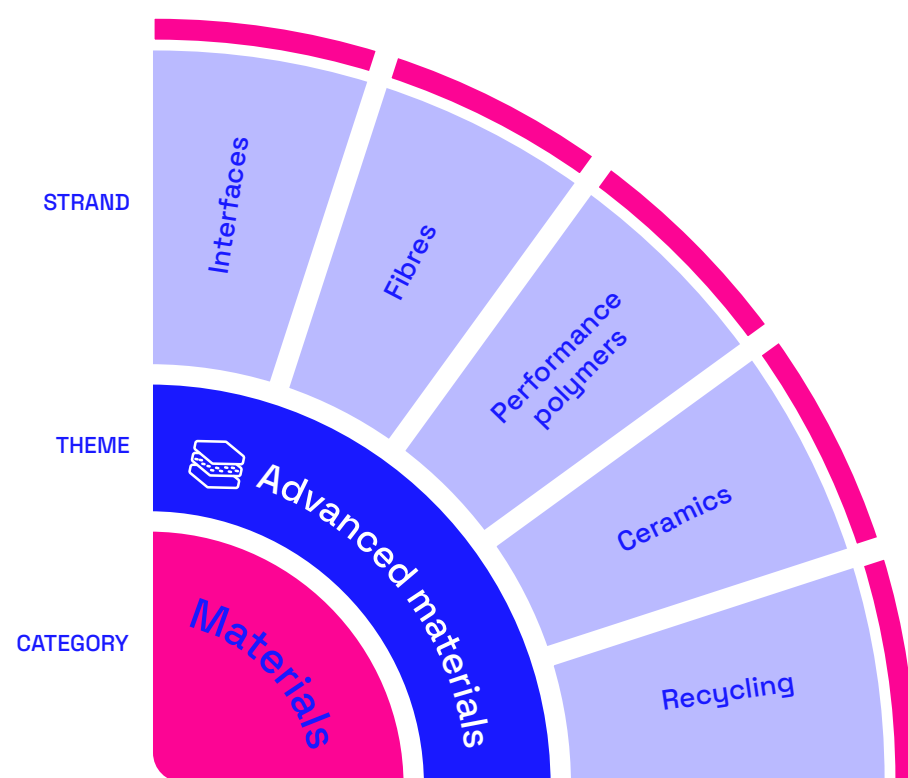 STRAND
Interfaces
Fibres
Performance
polymers
Ceramics
Recycling
THEME
Advanced materials
CATEGORY
Materials